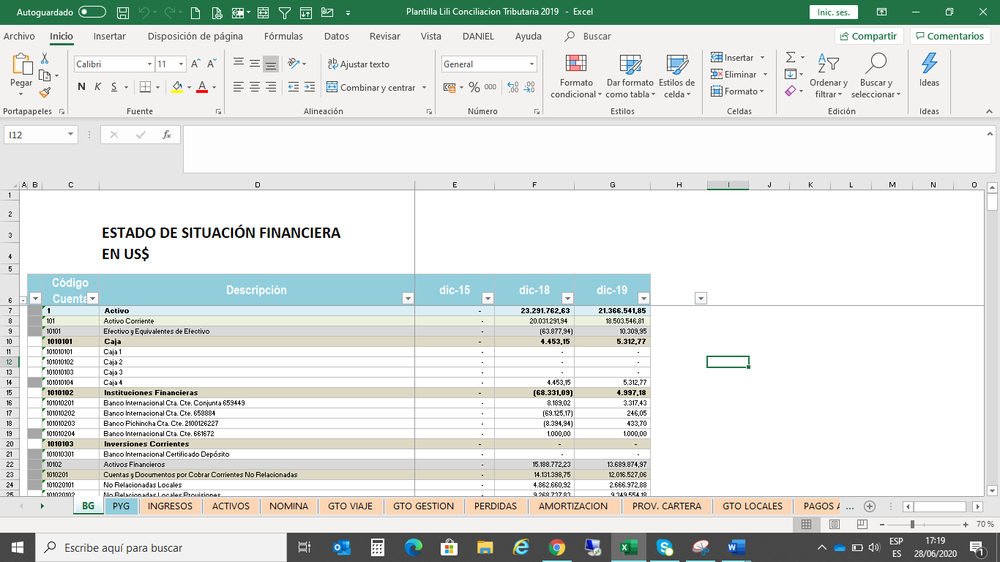 Autoguardado
Plantilla Lili Conciliacion Tributaria 2019 - Excel
Inic. ses.
Archivo Inicio Insertar Disposición de página Fórmulas Datos Revisar Vista DANIEL Ayuda Buscar Compartir Comentarios
Pegar
Calibri 11
N K S
Ajustar texto
Combinar y centrar
General
% 000
Formato condicional
Dar formato como tabla
Estilos de celda
Insertar
Eliminar
Formato
Ordenar y filtrar
Buscar y seleccionar
Ideas
Portapapeles Fuente Alineación Número Estilos Celdas Edición Ideas
I12 fx
A B C D E F G H I J K L M N O
1
2
3 ESTADO DE SITUACIÓN FINANCIERA
4 EN US$
5
6 Código Cuenta Descripción dic-15 dic-18 dic-19
7 1 Activo - 23.291.762,63 21.366.541,85
8 101 Activo Corriente - 20.031.291,94 18.503.546,81
9 10101 Efectivo y Equivalentes de Efectivo - (63.877,94) 10.309,95
10 1010101 Caja - 4.453,15 5.312,77
11 101010101 Caja 1 - - -
12 101010102 Caja 2 - - -
13 101010103 Caja 3 - - -
14 101010104 Caja 4 - 4.453,15 5.312,77
15 1010102 Instituciones Financieras - (68.331,09) 4.997,18
16 101010201 Banco Internacional Cta. Cte. Conjunta 659449 - 8.189,02 3.317,43
17 101010202 Banco Internacional Cta. Cte. 658884 - (69.125,17) 246,05
18 101010203 Banco Pichincha Cta. Cte. 2100126227 - (8.394,94) 433,70
19 101010204 Banco Internacional Cta. Cte. 661672 - 1.000,00 1.000,00
20 1010103 Inversiones Corrientes - - -
21 101010301 Banco Internacional Certificado Depósito - - -
22 10102 Activos Financieros - 15.188.772,23 13.689.874,97
23 1010201 Cuentas y Documentos por Cobrar Corrientes No Relacionadas - 14.131.398,75 12.016.527,06
24 101020101 No Relacionadas Locales - 4.862.660,92 2.666.972,88
25 101020102 No Relacionadas Locales Provisiones - 9.268.737,83 9.349.554,18
BG PYG INGRESOS ACTIVOS NOMINA GTO VIAJE GTO GESTION PERDIDAS AMORTIZACION PROV. CARTERA GTO LOCALES PAGOS A ...
70 %
Escribe aquí para buscar
ESP
ES
17:19
28/06/2020
1